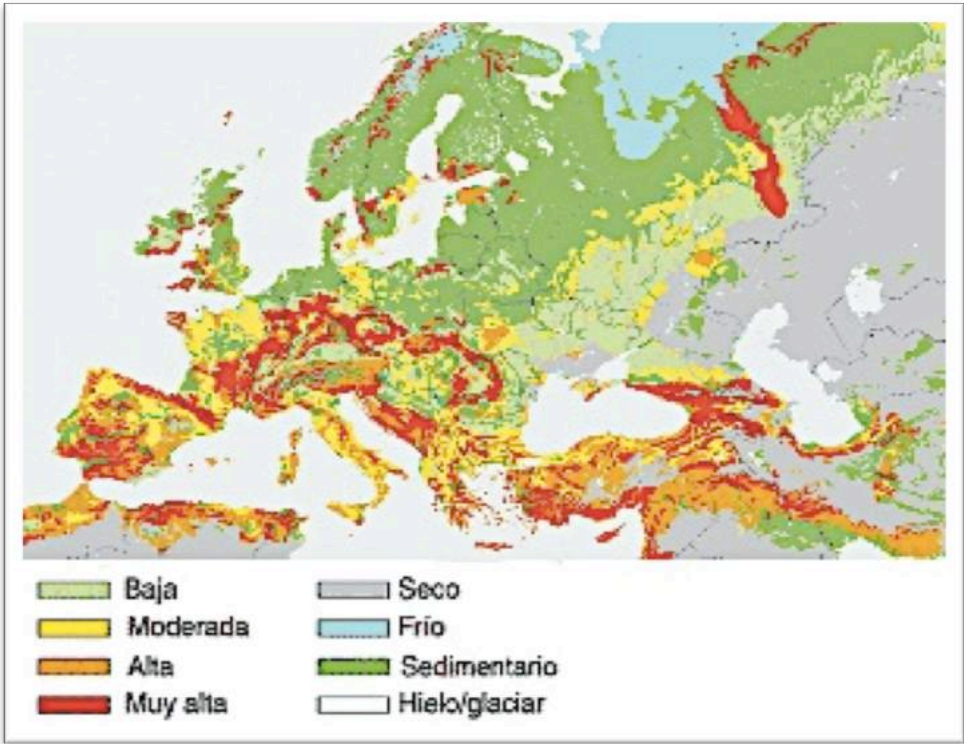 Baja
Moderada
Alta
Muy alta
Seco
Frío
Sedimentario
Hielo/glaciar